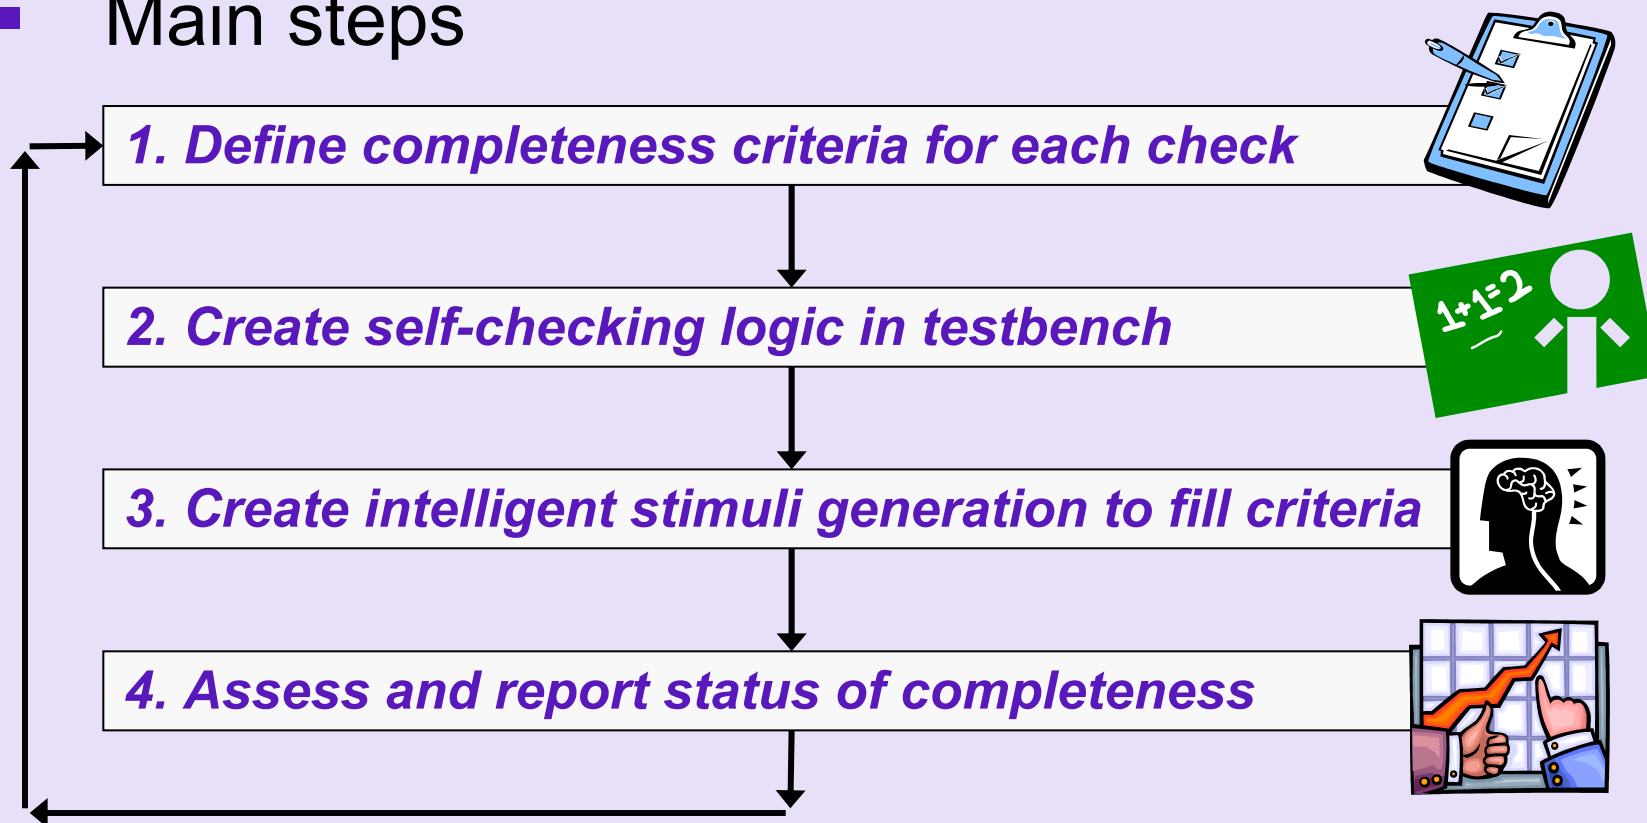 Main steps
1. Define completeness criteria for each check
2. Create self-checking logic in testbench
1+1=2
3. Create intelligent stimuli generation to fill criteria
4. Assess and report status of completeness